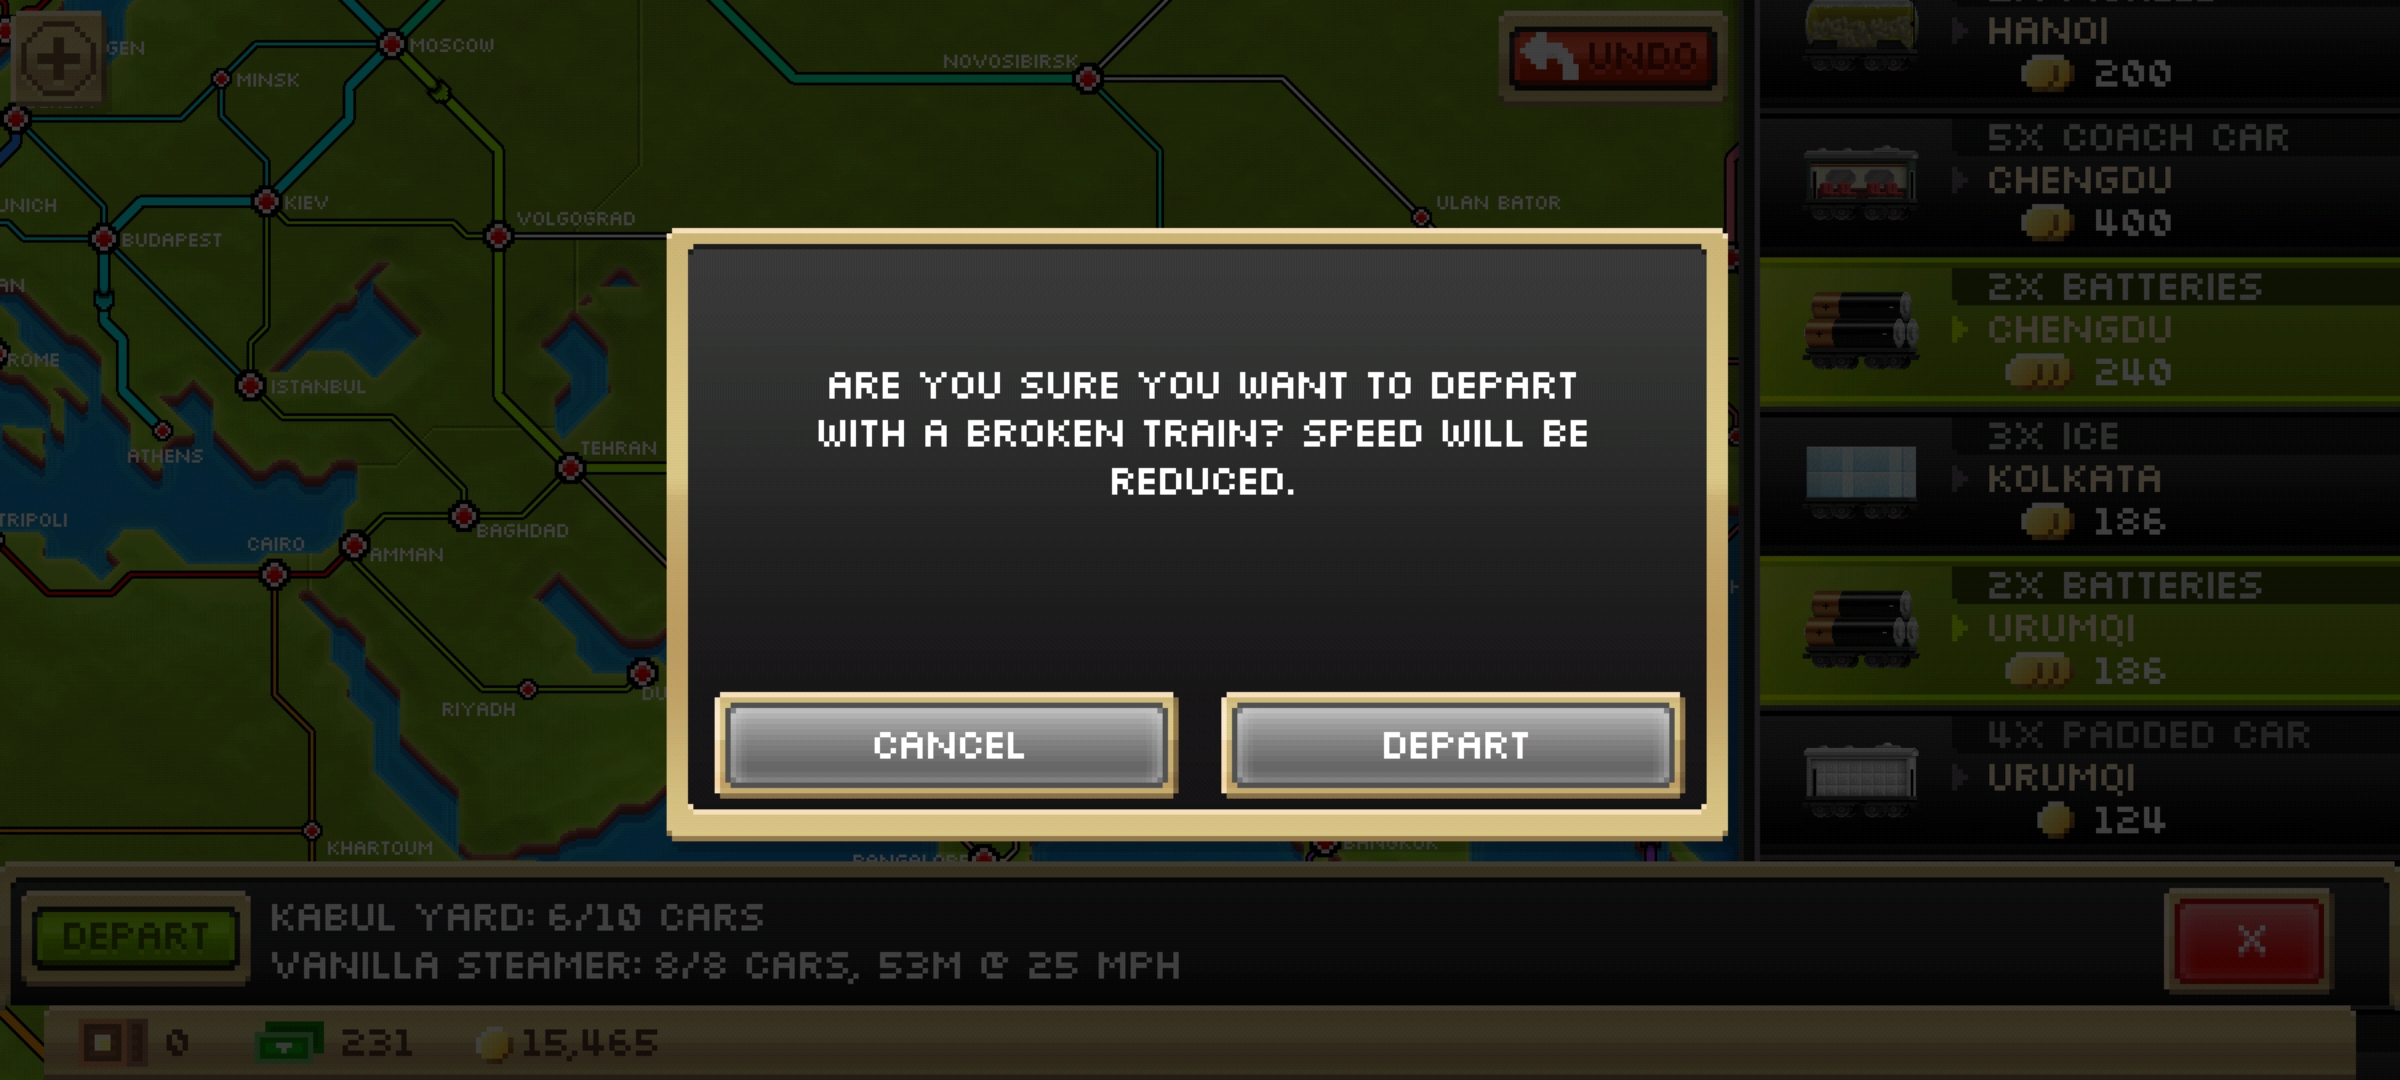 MOSCOW
MINSK
KIEV
BUDAPEST
VOLGOGRAD
NOVOSIBIRSK
ULAN BATOR
UNDO
ROME
ISTANBUL
ATHENS
TEHRAN
TRIPOLI
CAIRO
AMMAN
BAGHDAD
RIYADH
KHARTOUM
BANGALORE
BANGKOK
HANOI
200
5X COACH CAR
CHENGDU
400
2X BATTERIES
CHENGDU
240
3X ICE
KOLKATA
186
2X BATTERIES
URUMQI
186
4X PADDED CAR
URUMQI
124
ARE YOU SURE YOU WANT TO DEPART
WITH A BROKEN TRAIN? SPEED WILL BE
REDUCED.
CANCEL
DEPART
DEPART
KABUL YARD: 6/10 CARS
VANILLA STEAMER: 8/8 CARS, 53M @ 25 MPH
X
0
231
15,465